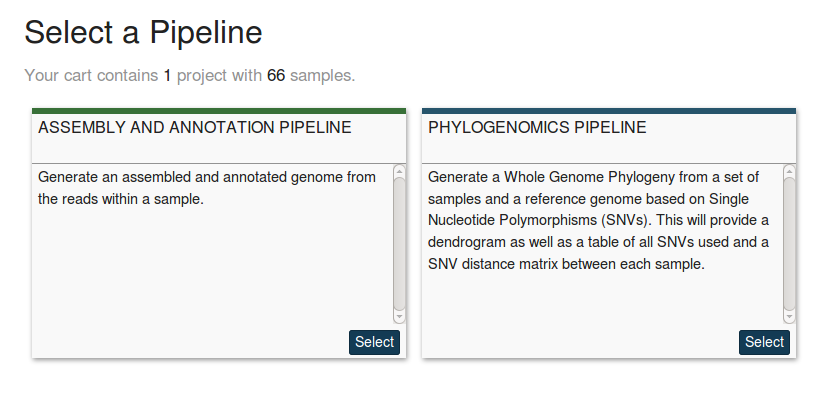 Select a Pipeline
Your cart contains 1 project with 66 samples.
ASSEMBLY AND ANNOTATION PIPELINE
Generate an assembled and annotated genome from
the reads within a sample.
Select
PHYLOGENOMICS PIPELINE
Generate a Whole Genome Phylogeny from a set of
samples and a reference genome based on Single
Nucleotide Polymorphisms (SNVs). This will provide a
dendrogram as well as a table of all SNVs used and a
SNV distance matrix between each sample.
Select